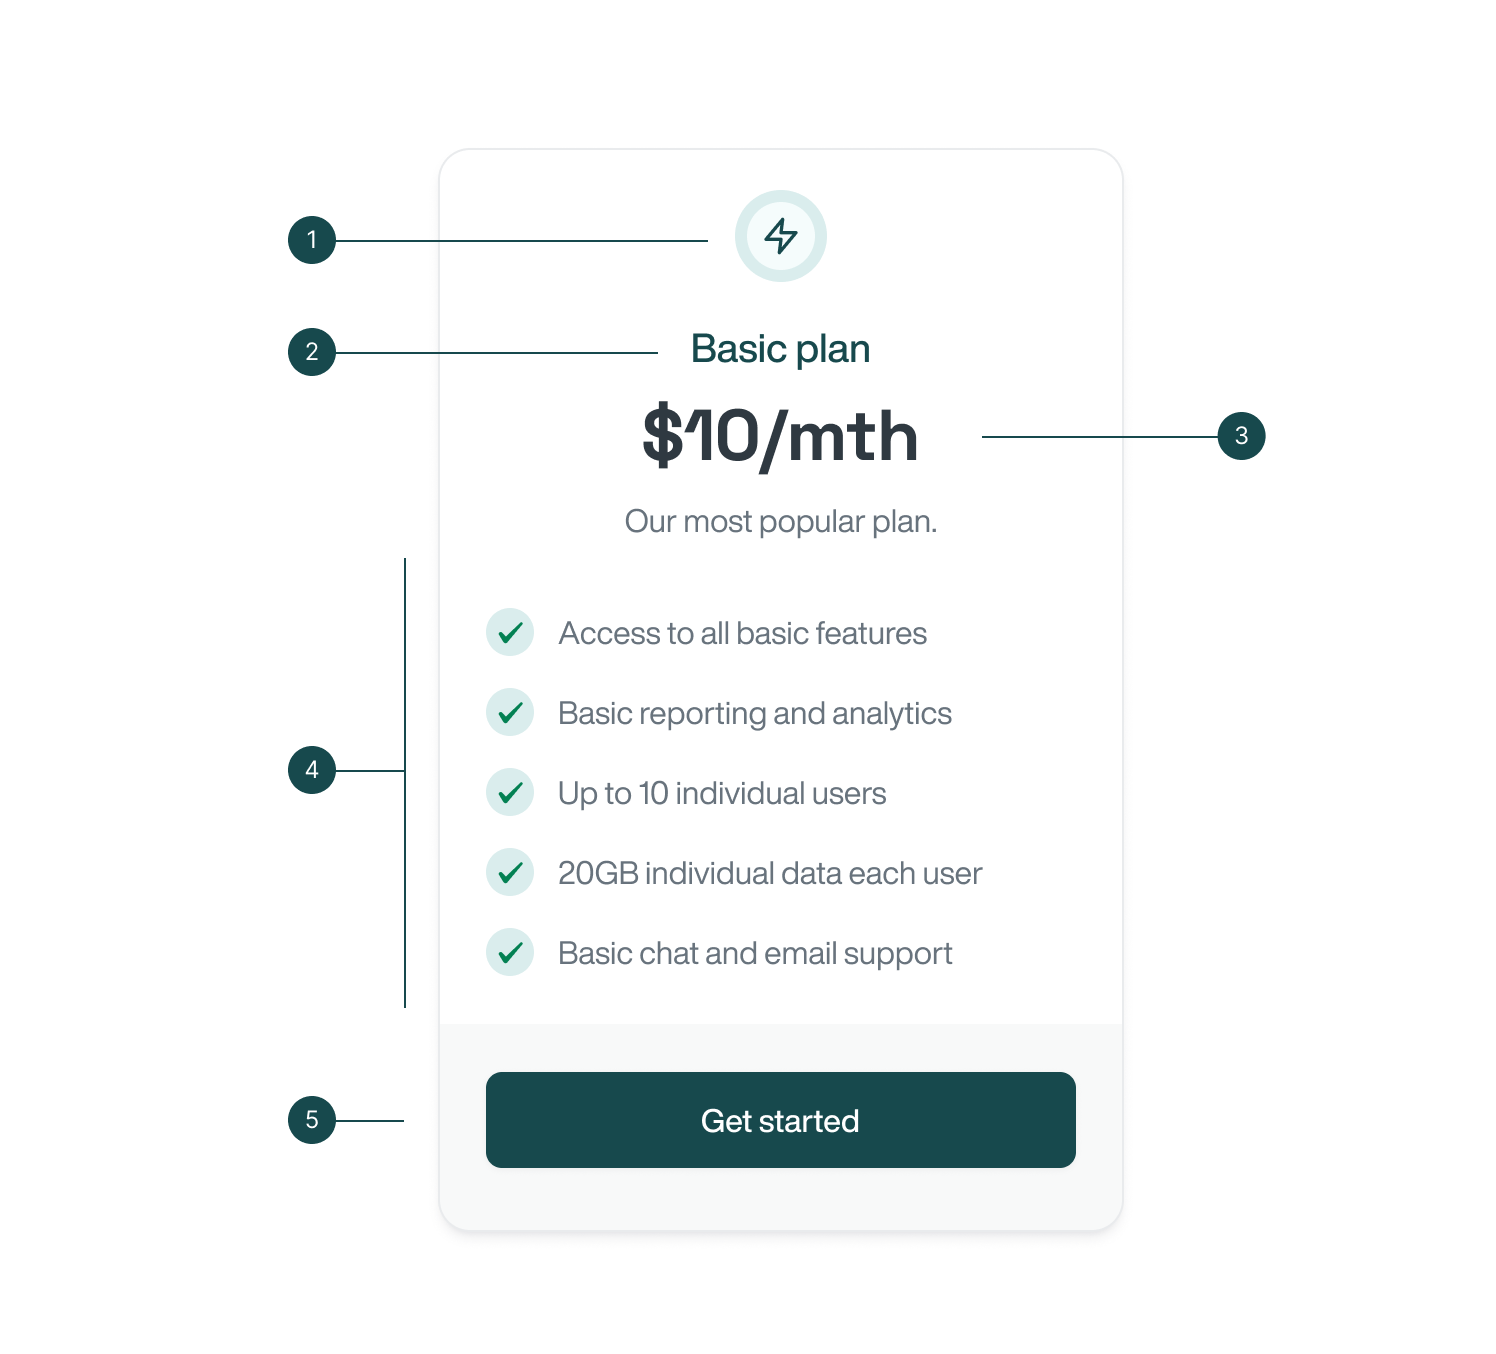 1
2
Basic plan
$10/mth
3
Our most popular plan.
Access to all basic features
Basic reporting and analytics
4
Up to 10 individual users
20GB individual data each user
Basic chat and email support
5
Get started